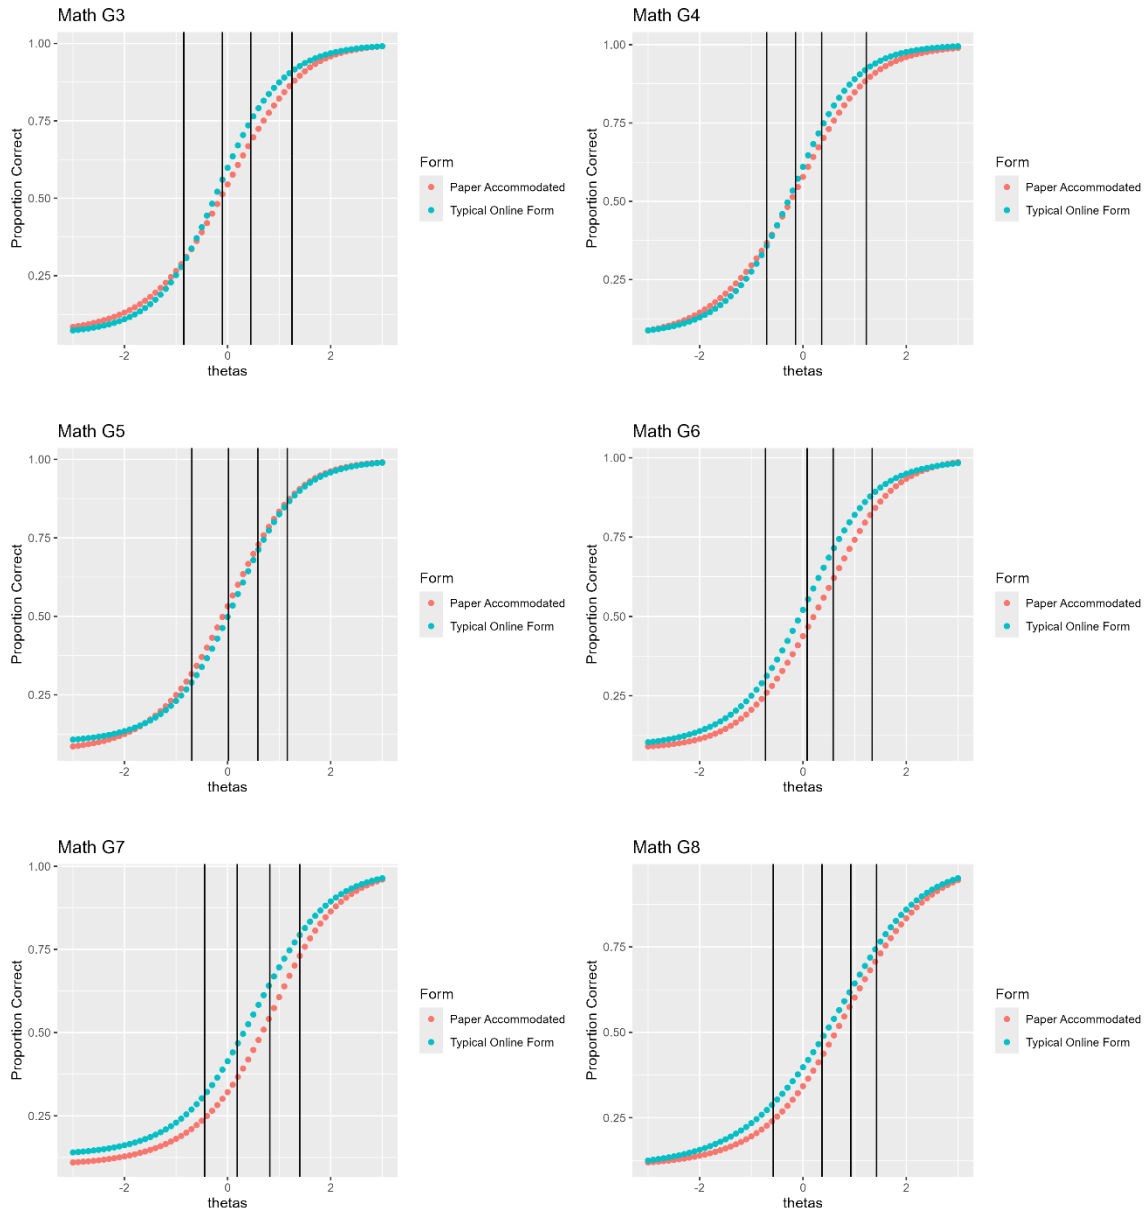 Math G3
Proportion Correct
1.00
0.75
0.50
0.25
-2
0
2
thetas
Form
Paper Accommodated
Typical Online Form
Math G4
Proportion Correct
1.00
0.75
0.50
0.25
-2
0
2
thetas
Form
Paper Accommodated
Typical Online Form
Math G5
Proportion Correct
1.00
0.75
0.50
0.25
-2
0
2
thetas
Form
Paper Accommodated
Typical Online Form
Math G6
Proportion Correct
1.00
0.75
0.50
0.25
-2
0
2
thetas
Form
Paper Accommodated
Typical Online Form
Math G7
Proportion Correct
1.00
0.75
0.50
0.25
-2
0
2
thetas
Form
Paper Accommodated
Typical Online Form
Math G8
Proportion Correct
0.75
0.50
0.25
-2
0
2
thetas
Form
Paper Accommodated
Typical Online Form